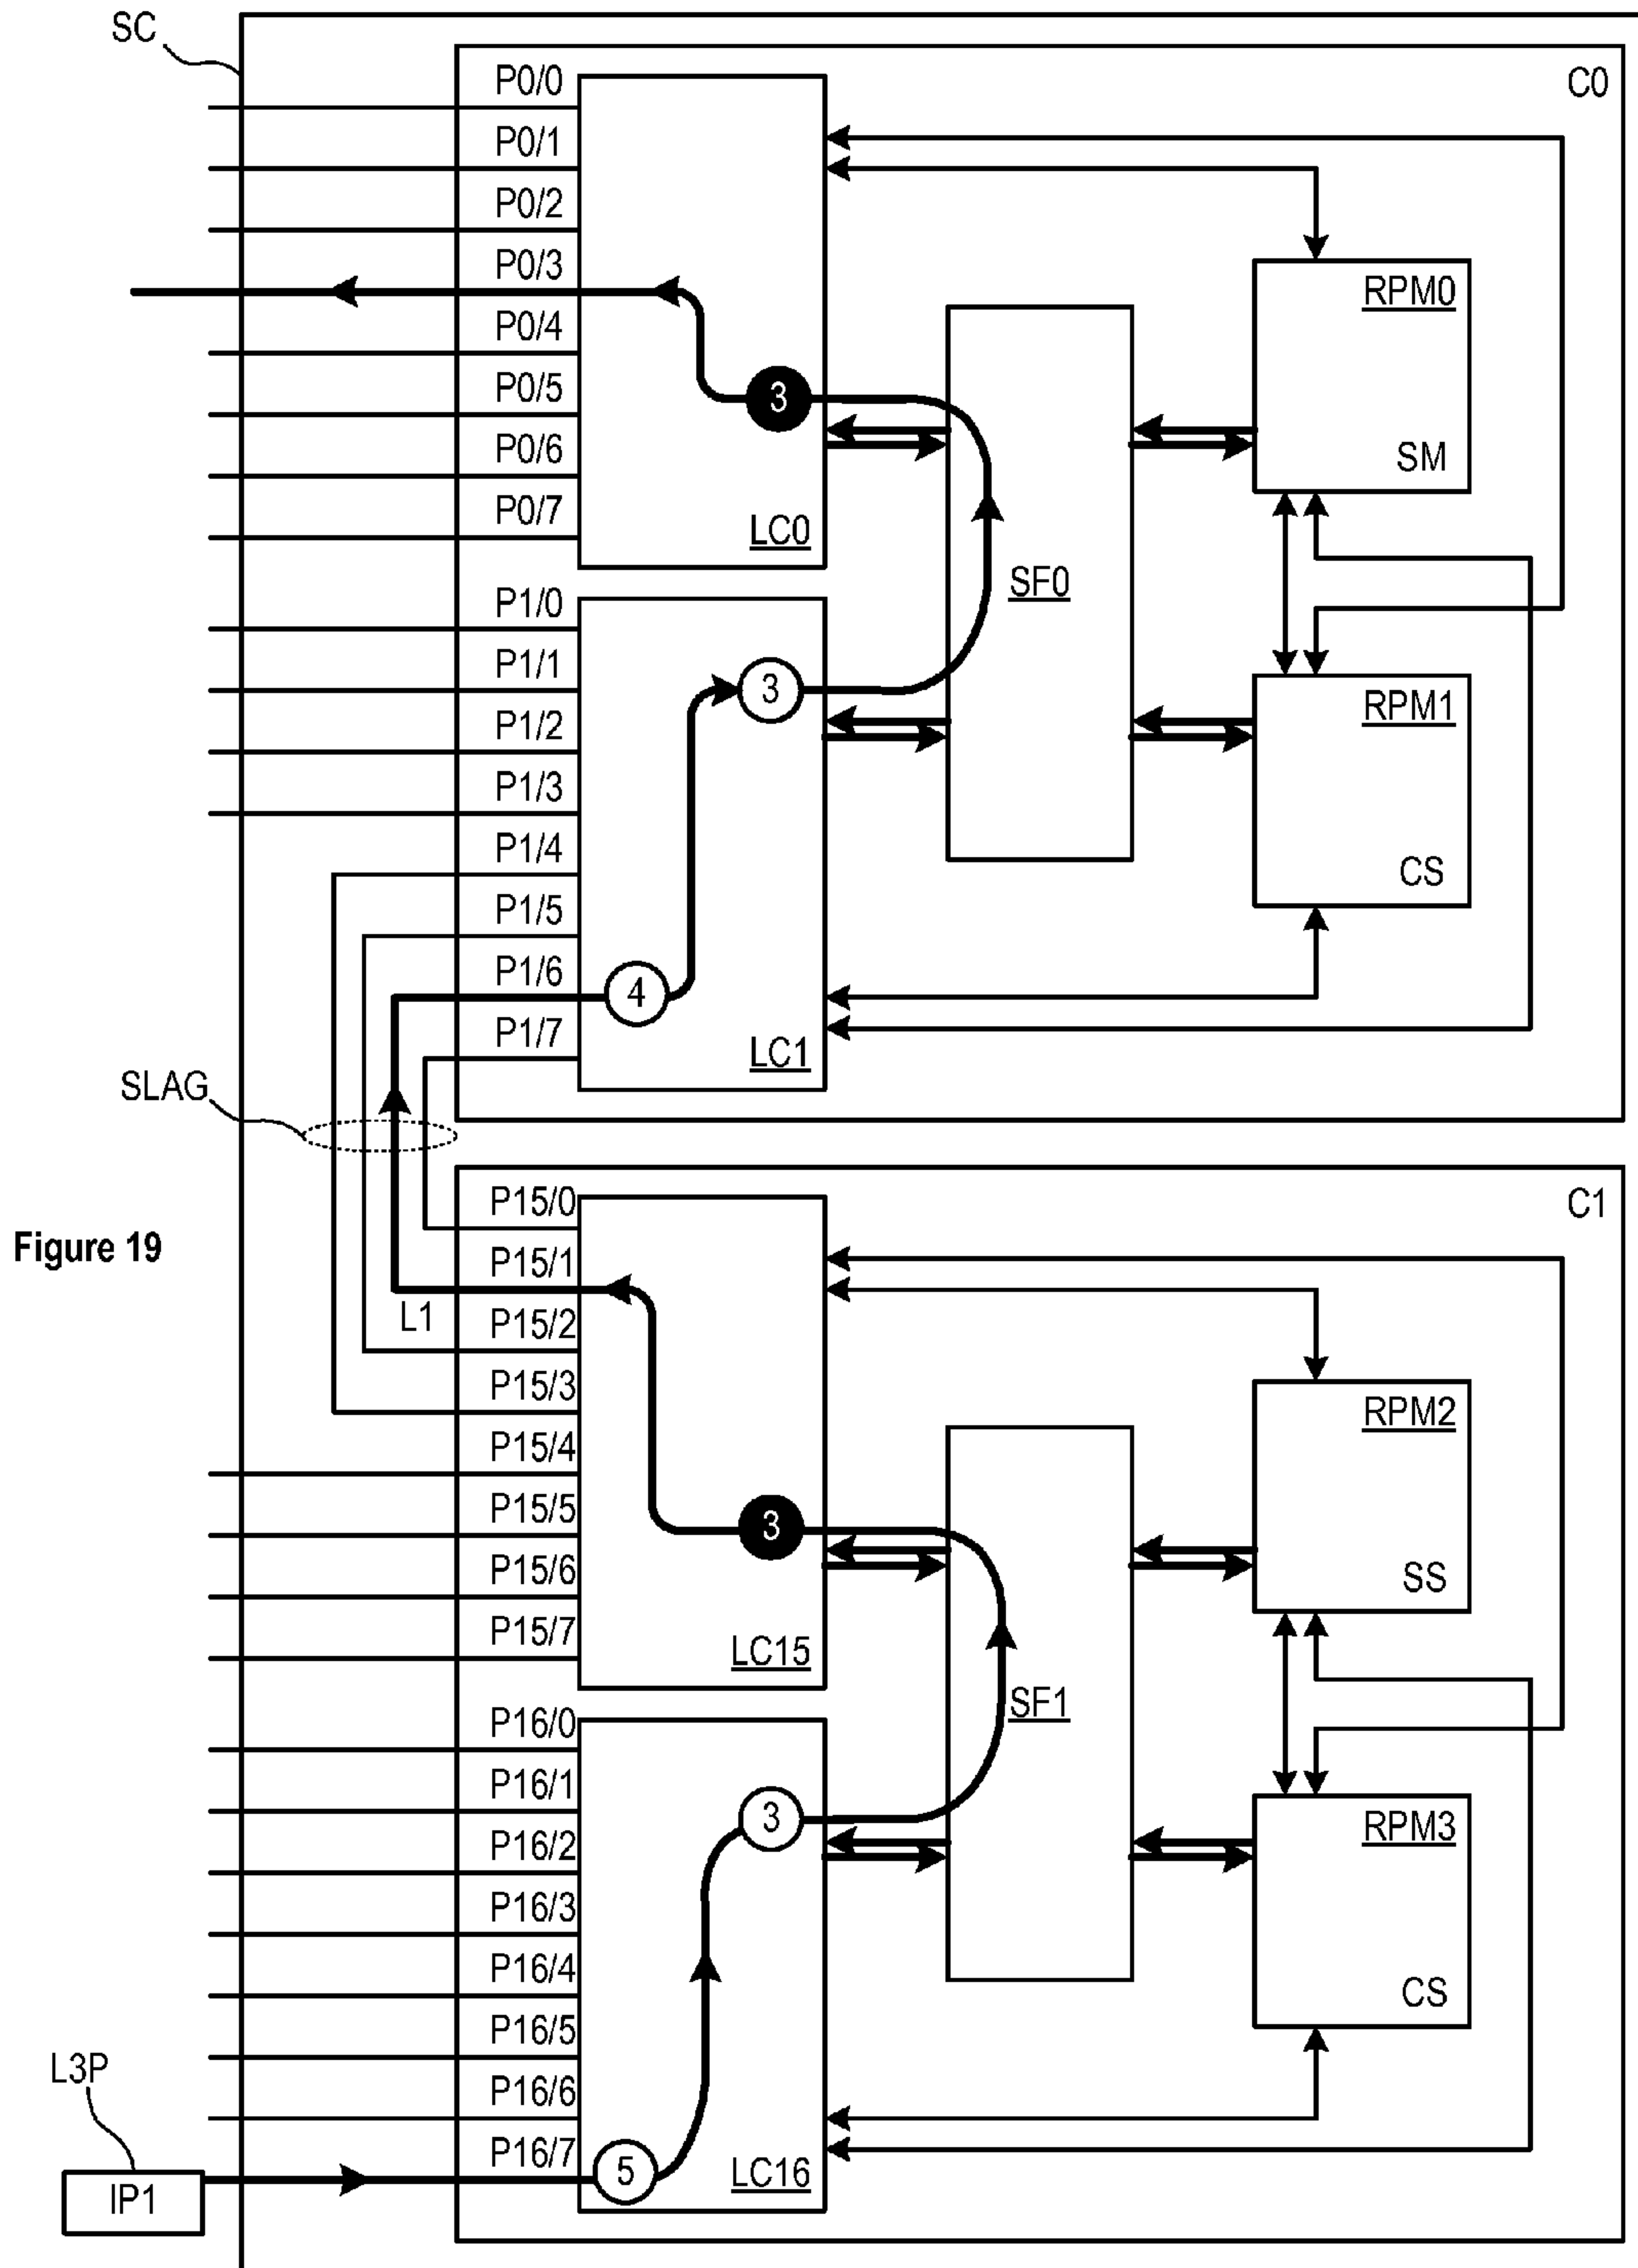 SC
C0
P0/0
P0/1
P0/2
P0/3
P0/4
P0/5
P0/6
P0/7
3
LC0
SF0
RPM0
SM
P1/0
P1/1
P1/2
P1/3
P1/4
P1/5
P1/6
P1/7
3
4
LC1
RPM1
CS
SLAG
Figure 19
C1
P15/0
P15/1
L1
P15/2
P15/3
P15/4
P15/5
P15/6
P15/7
3
LC15
SF1
RPM2
SS
P16/0
P16/1
P16/2
P16/3
P16/4
P16/5
P16/6
P16/7
3
5
LC16
RPM3
CS
L3P
IP1